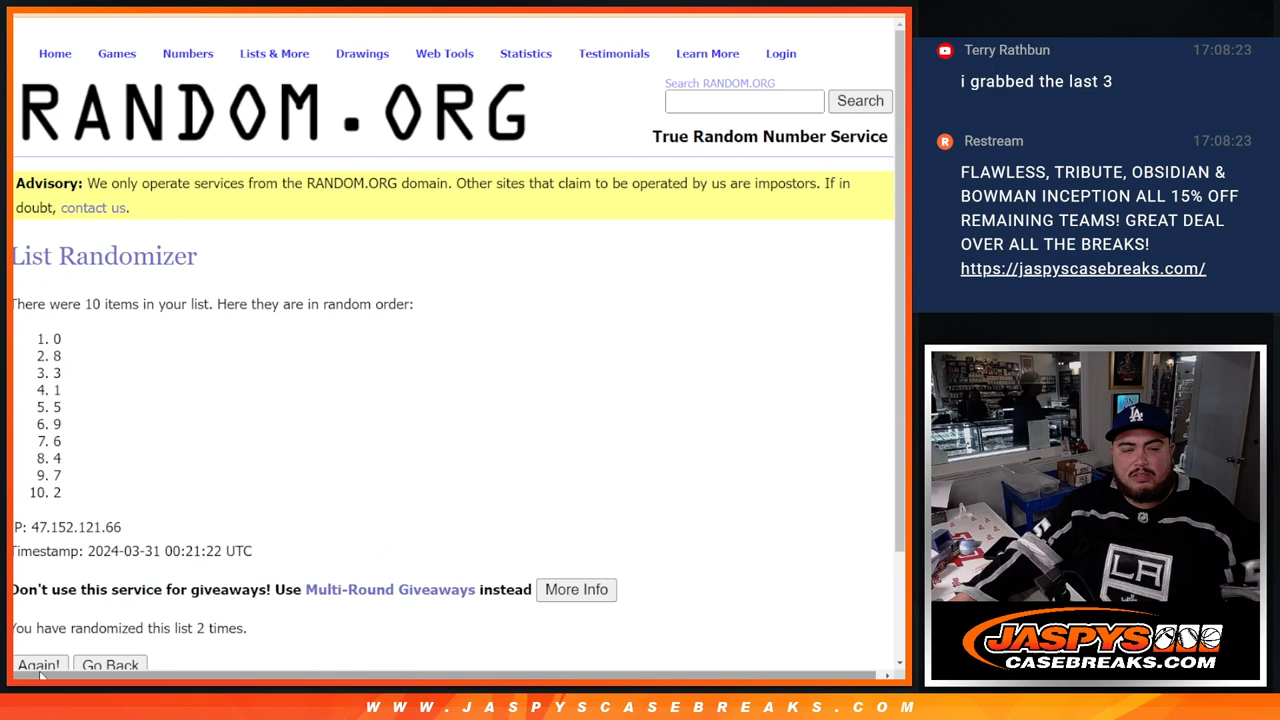 Home Games Numbers Lists & More Drawings Web Tools Statistics Testimonials Learn More Login
RANDOM.ORG
Search RANDOM.ORG
Search
True Random Number Service
Advisory: We only operate services from the RANDOM.ORG domain. Other sites that claim to be operated by us are impostors. If in
doubt, contact us.
List Randomizer
There were 10 items in your list. Here they are in random order:
1. 0
2. 8
3. 3
4. 1
5. 5
6. 9
7. 6
8. 4
9. 7
10. 2
IP: 47.152.121.66
Timestamp: 2024-03-31 00:21:22 UTC
Don't use this service for giveaways! Use Multi-Round Giveaways instead More Info
You have randomized this list 2 times.
Again! Go Back
Terry Rathbun 17:08:23
i grabbed the last 3
Restream 17:08:23
FLAWLESS, TRIBUTE, OBSIDIAN &
BOWMAN INCEPTION ALL 15% OFF
REMAINING TEAMS! GREAT DEAL
OVER ALL THE BREAKS!
https://jaspyscasebreaks.com/
LA
LA
JASPYS
CASEBREAKS.COM
WWW.JASPYSCASEBREAKS.COM